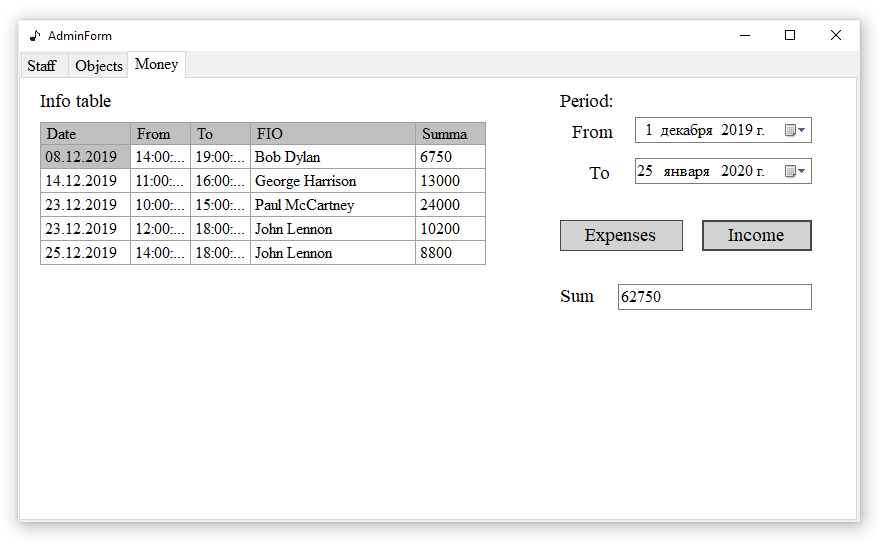 AdminForm
Staff Objects Money
Info table
Date From To FIO Summa
08.12.2019 14:00:... 19:00:... Bob Dylan 6750
14.12.2019 11:00:... 16:00:... George Harrison 13000
23.12.2019 10:00:... 15:00:... Paul McCartney 24000
23.12.2019 12:00:... 18:00:... John Lennon 10200
25.12.2019 14:00:... 18:00:... John Lennon 8800
Period:
From 1 декабря 2019 г.
To 25 января 2020 г.
Expenses Income
Sum 62750